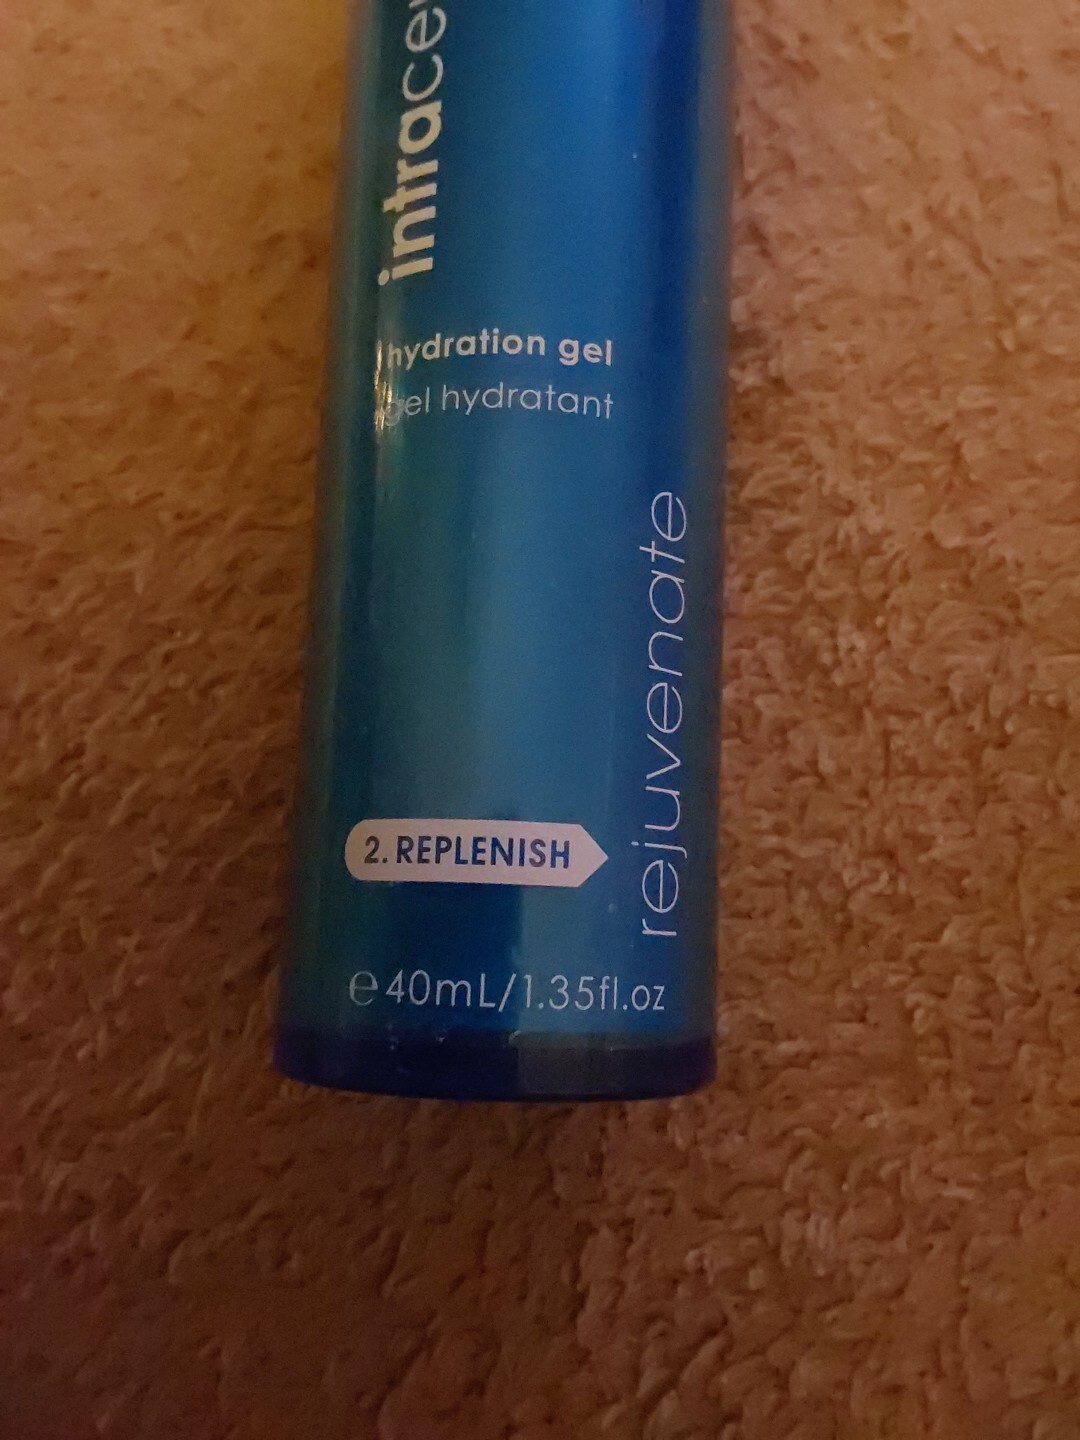 hydration gel
gel hydratant
rejuvenate
2. REPLENISH
e 40mL/1.35fl.oz